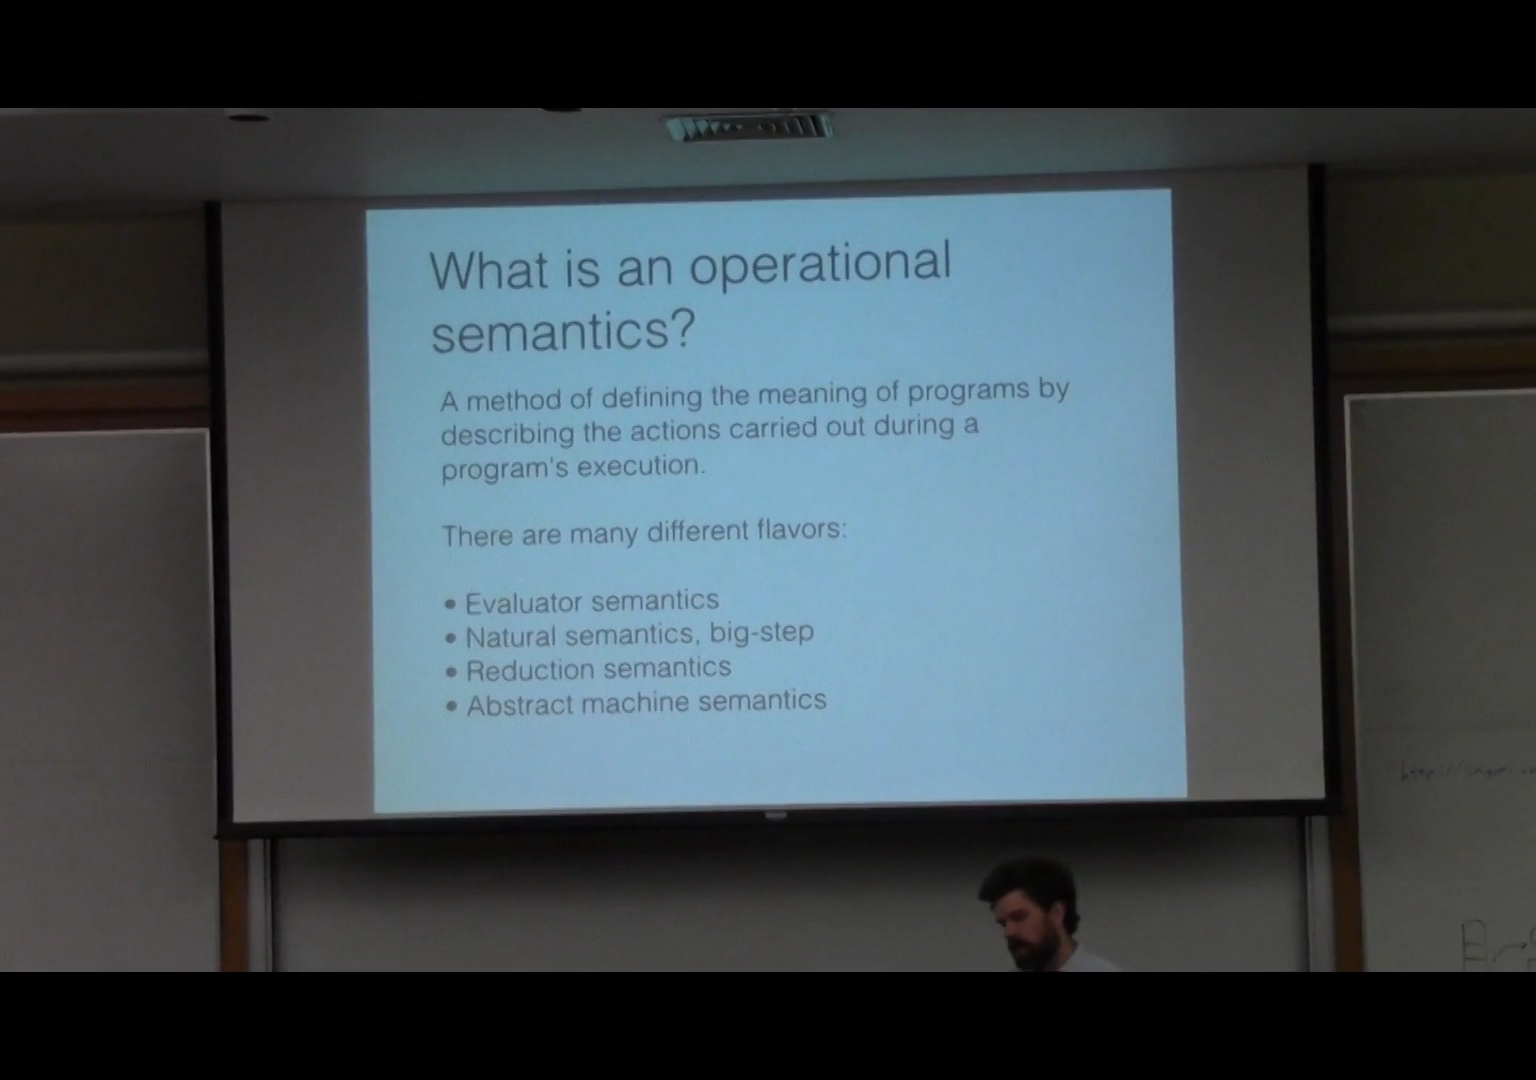 What is an operational
semantics?
A method of defining the meaning of programs by
describing the actions carried out during a
program's execution.
There are many different flavors:
• Evaluator semantics
• Natural semantics, big-step
• Reduction semantics
• Abstract machine semantics